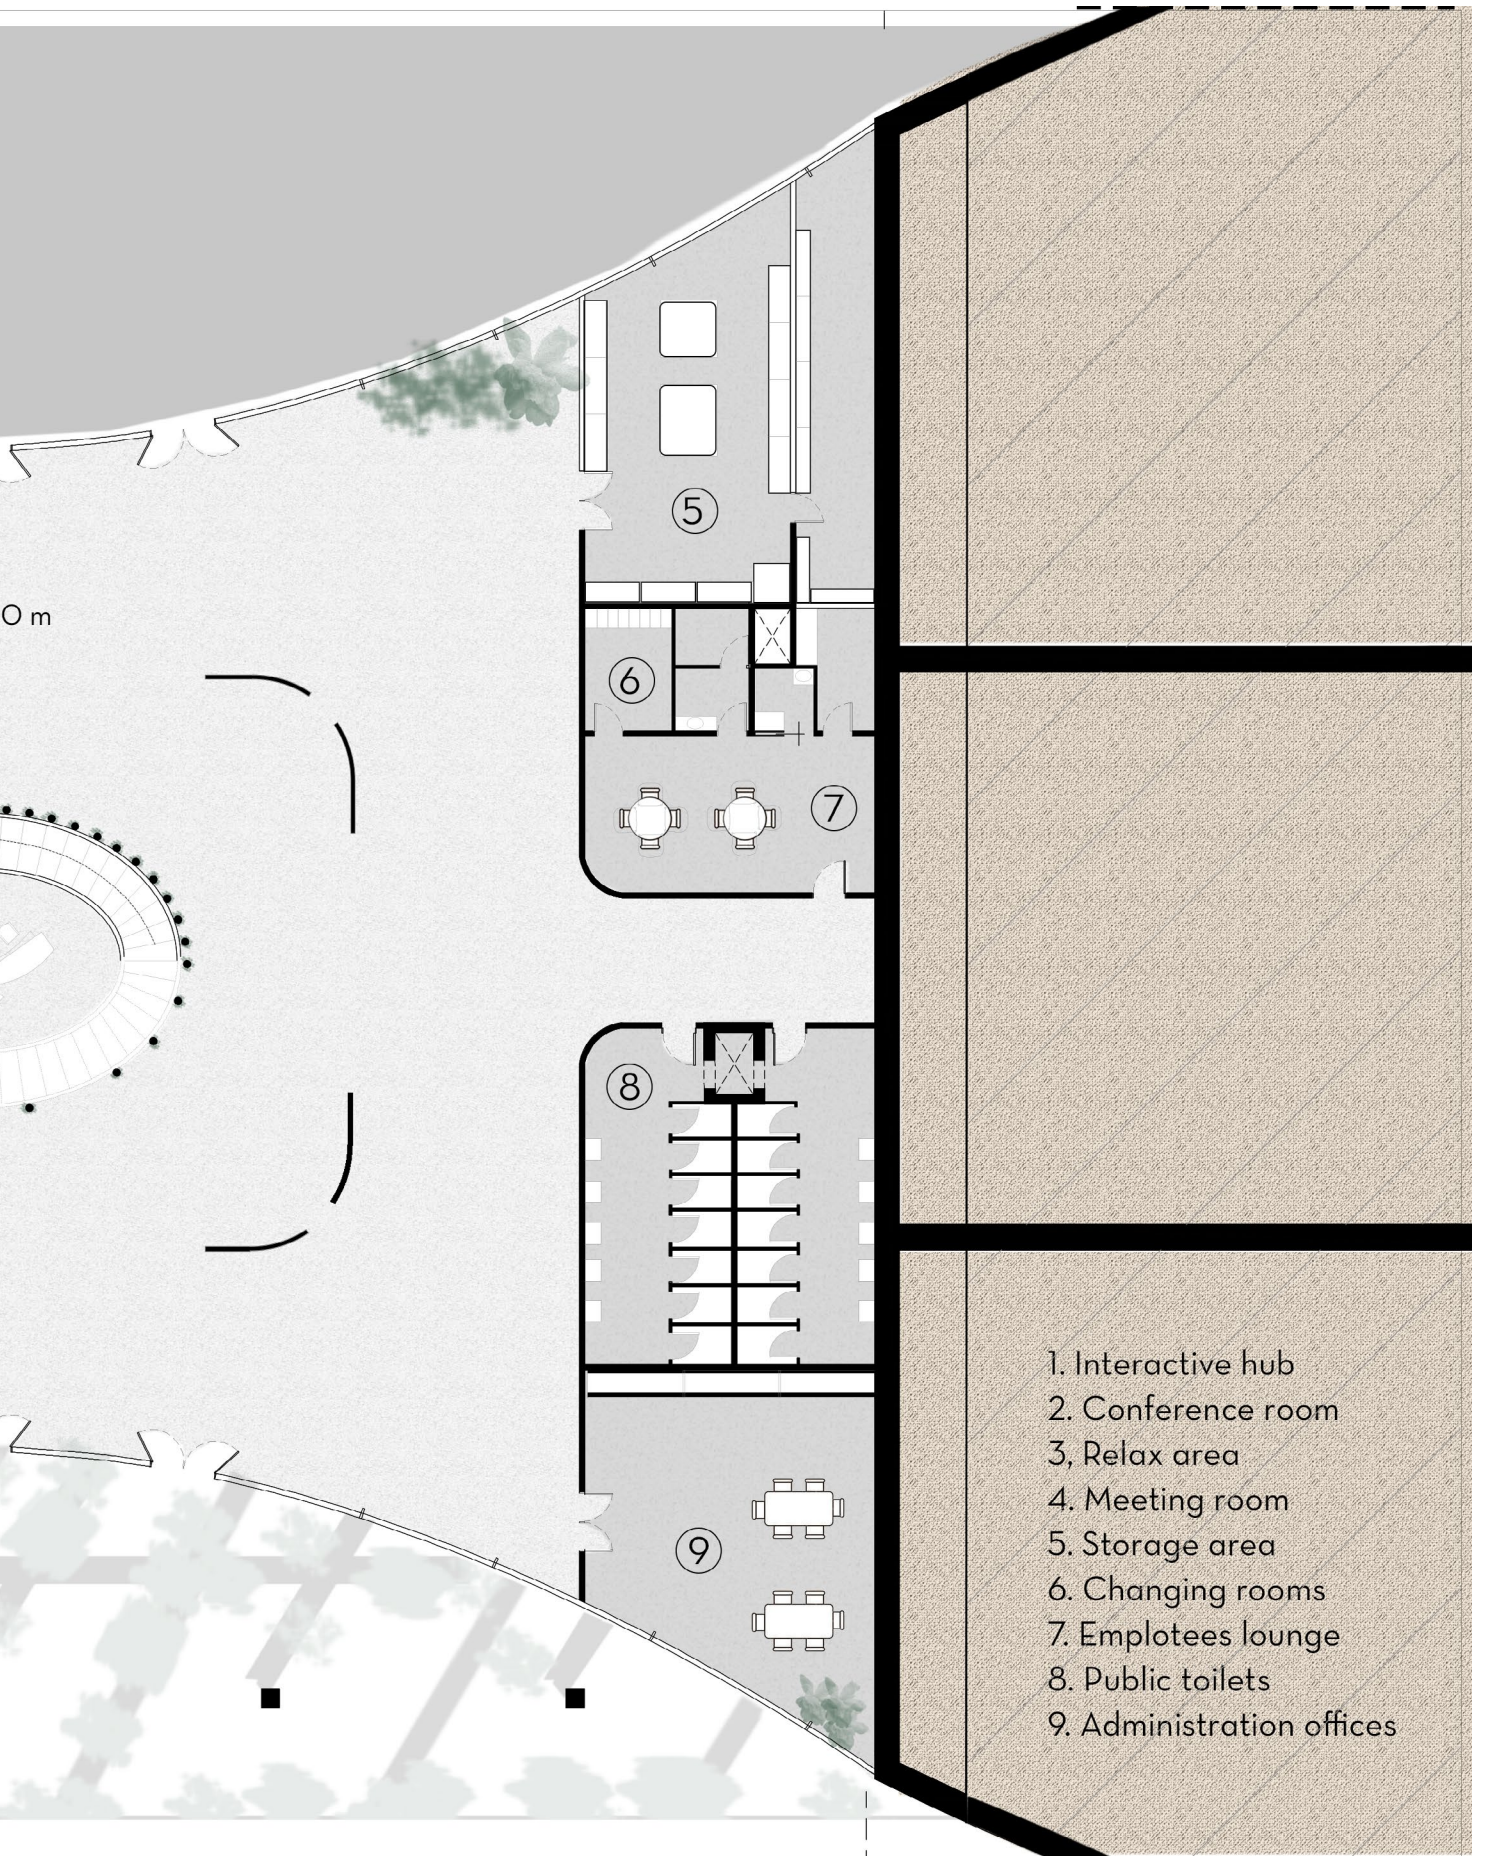 5
0 m
6
7
8
1. Interactive hub
2. Conference room
3, Relax area
4. Meeting room
5. Storage area
9
6. Changing rooms
7. Emplotees lounge
8. Public toilets
9. Administration offices